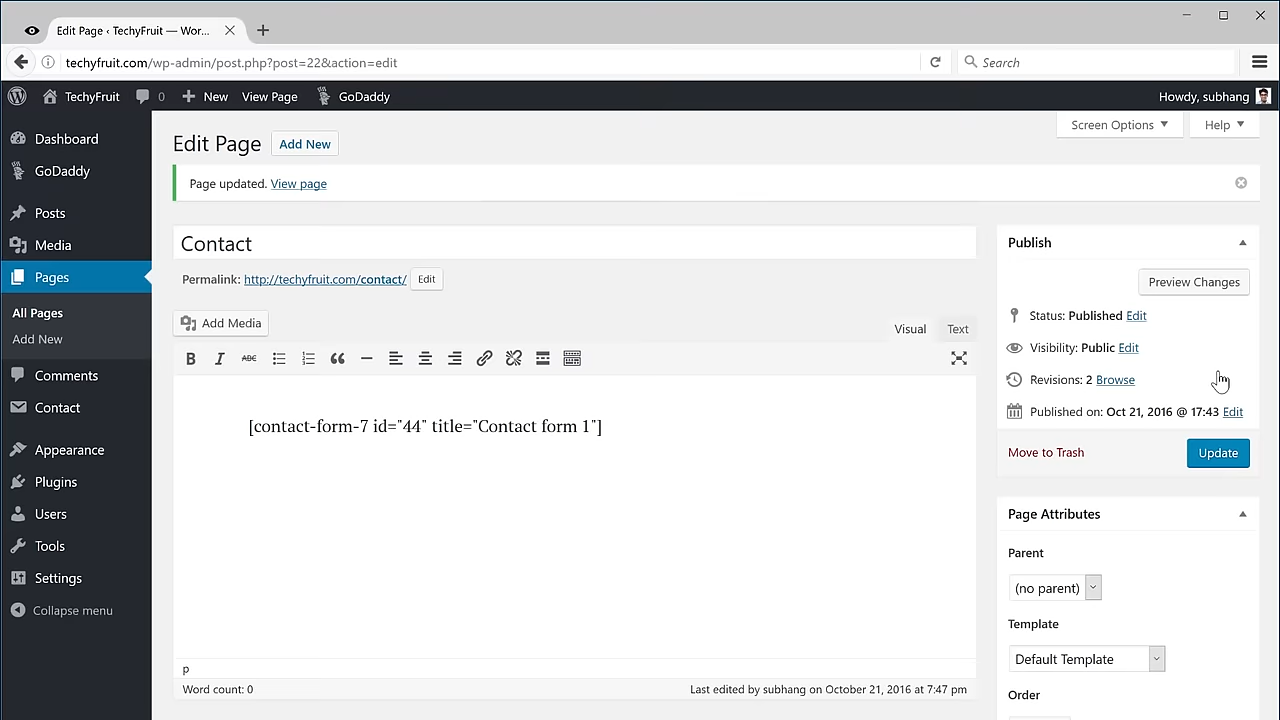 Edit Page ‹ TechyFruit — Wor...
techyfruit.com/wp-admin/post.php?post=22&action=edit
Search
TechyFruit
0
New
View Page
GoDaddy
Howdy, subhang
Dashboard
GoDaddy
Posts
Media
Pages
All Pages
Add New
Comments
Contact
Appearance
Plugins
Users
Tools
Settings
Collapse menu
Screen Options
Help
Edit Page
Add New
Page updated. View page
Contact
Permalink: http://techyfruit.com/contact/
Edit
Add Media
Visual
Text
B I ABC
[contact-form-7 id="44" title="Contact form 1"]
p
Word count: 0
Last edited by subhang on October 21, 2016 at 7:47 pm
Publish
Preview Changes
Status: Published Edit
Visibility: Public Edit
Revisions: 2 Browse
Published on: Oct 21, 2016 @ 17:43 Edit
Move to Trash
Update
Page Attributes
Parent
(no parent)
Template
Default Template
Order